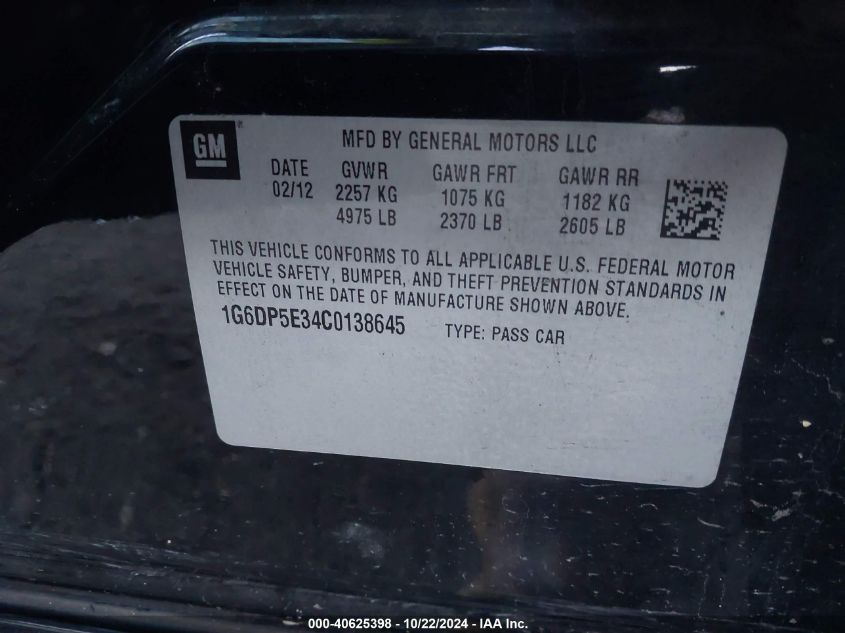 GM
MFD BY GENERAL MOTORS LLC
DATE GVWR GAWR FRT GAWR RR
02/12 2257 KG 1075 KG 1182 KG
4975 LB 2370 LB 2605 LB
THIS VEHICLE CONFORMS TO ALL APPLICABLE U.S. FEDERAL MOTOR
VEHICLE SAFETY, BUMPER, AND THEFT PREVENTION STANDARDS IN
EFFECT ON THE DATE OF MANUFACTURE SHOWN ABOVE.
1G6DP5E34C0138645 TYPE: PASS CAR
000-40625398 - 10/22/2024 - IAA Inc.